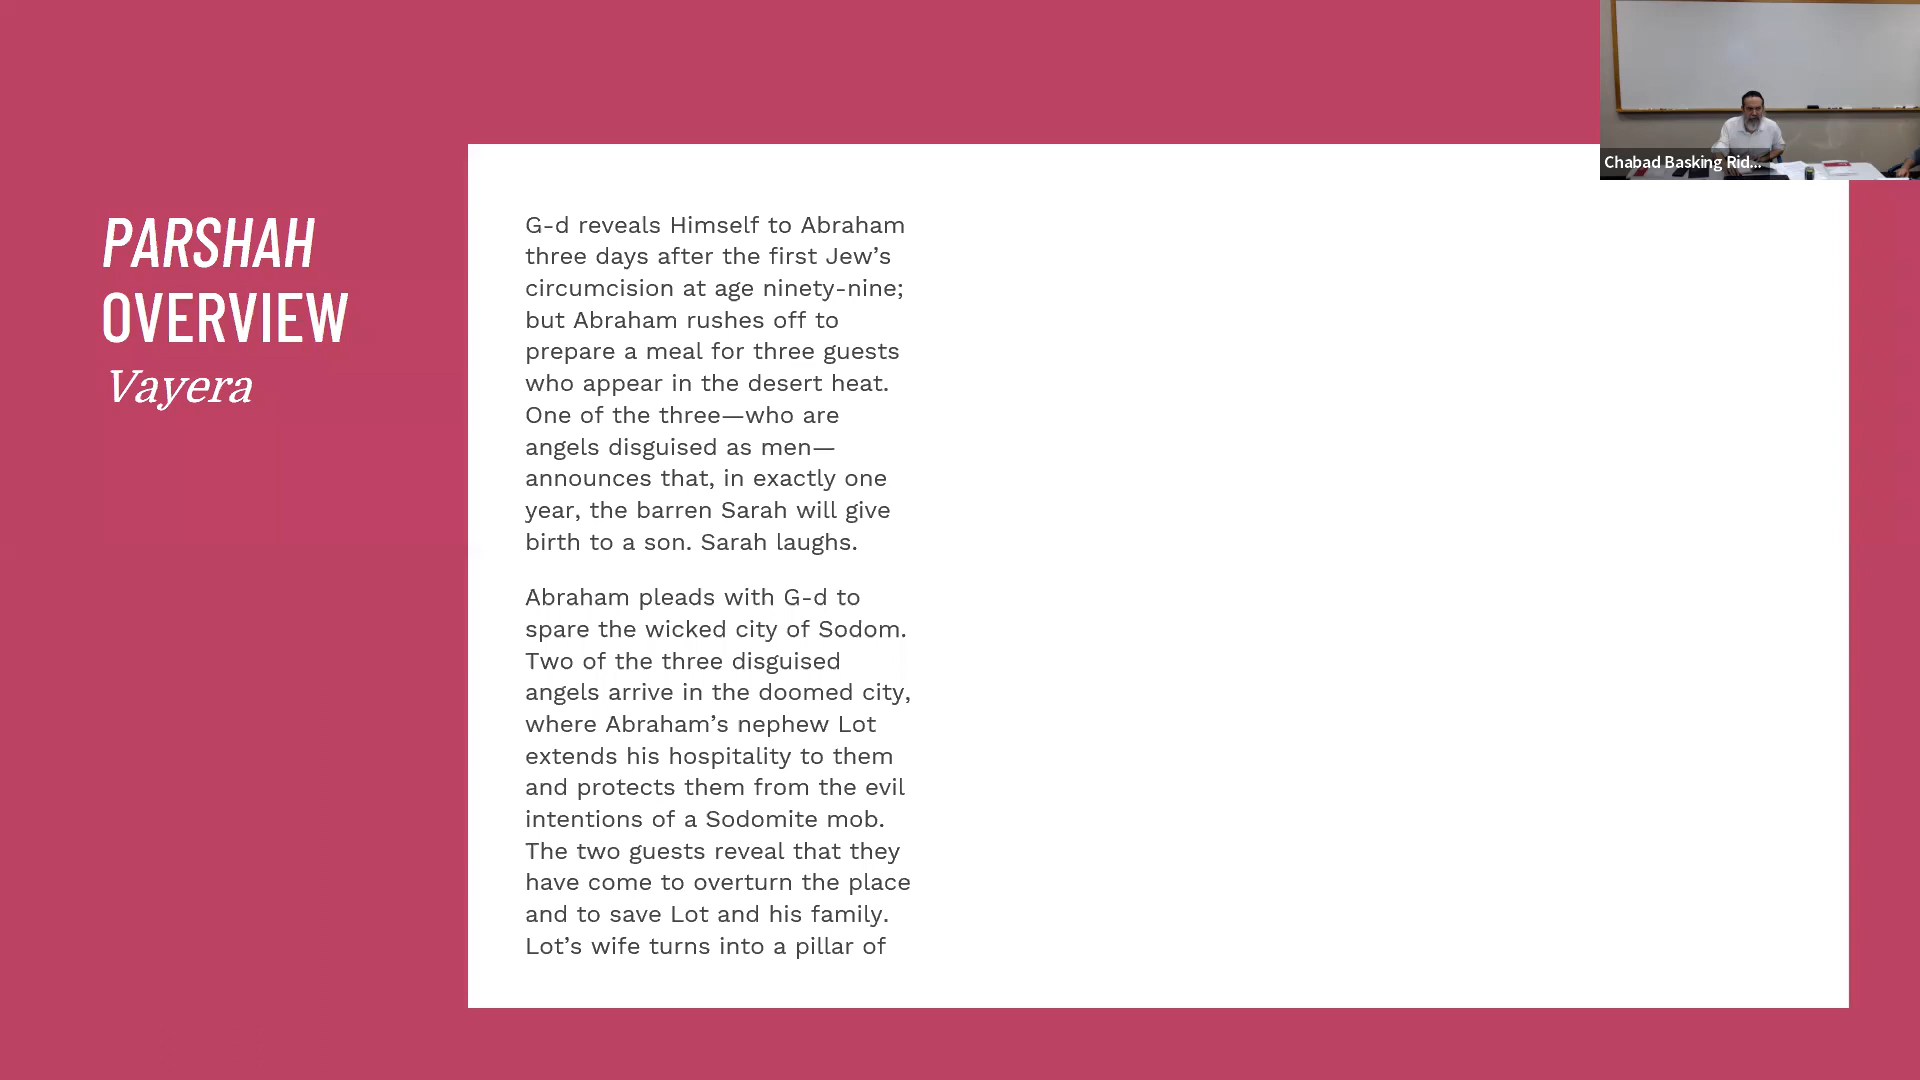 PARSHAH
OVERVIEW
Vayera
G-d reveals Himself to Abraham
three days after the first Jew’s
circumcision at age ninety-nine;
but Abraham rushes off to
prepare a meal for three guests
who appear in the desert heat.
One of the three—who are
angels disguised as men—
announces that, in exactly one
year, the barren Sarah will give
birth to a son. Sarah laughs.
Abraham pleads with G-d to
spare the wicked city of Sodom.
Two of the three disguised
angels arrive in the doomed city,
where Abraham’s nephew Lot
extends his hospitality to them
and protects them from the evil
intentions of a Sodomite mob.
The two guests reveal that they
have come to overturn the place
and to save Lot and his family.
Lot’s wife turns into a pillar of
Chabad Basking Rid...